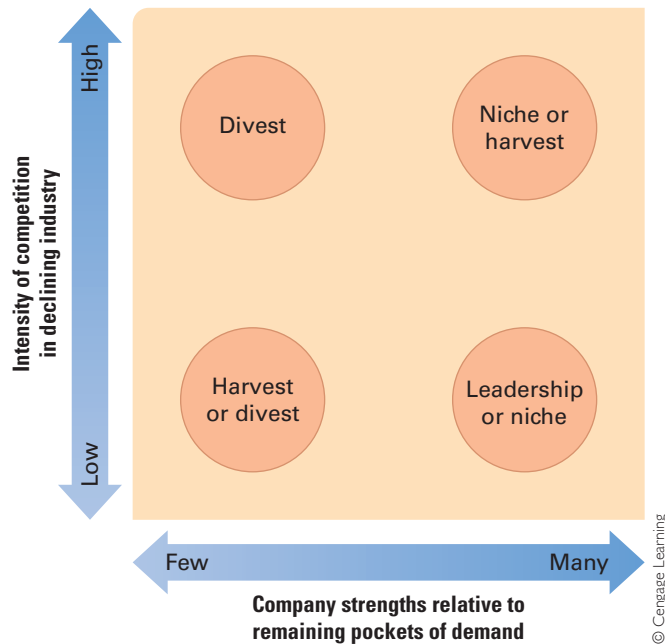 High
Intensity of competition
in declining industry
Low
Divest
Niche or
harvest
Harvest
or divest
Leadership
or niche
Few
Many
Company strengths relative to
remaining pockets of demand
© Cengage Learning